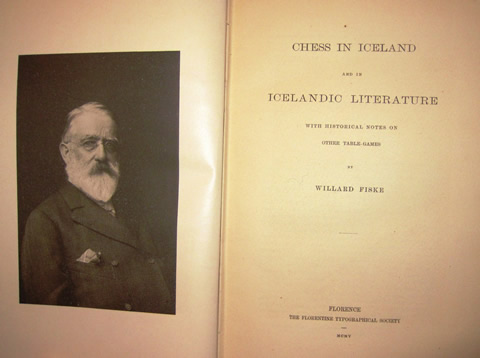 CHESS IN ICELAND
AND IN
ICELANDIC LITERATURE
WITH HISTORICAL NOTES ON
OTHER TABLE-GAMES
BY
WILLARD FISKE
FLORENCE
THE FLORENTINE TYPOGRAPHICAL SOCIETY
MCMV